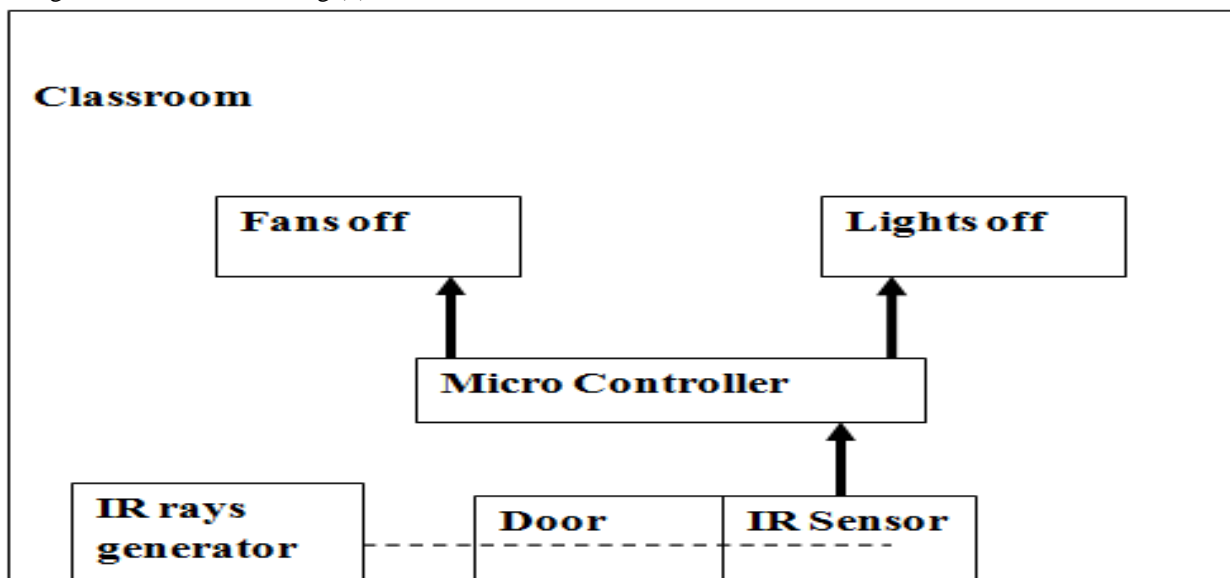 Classroom
Fans off
Lights off
Micro Controller
IR rays
generator
Door
IR Sensor